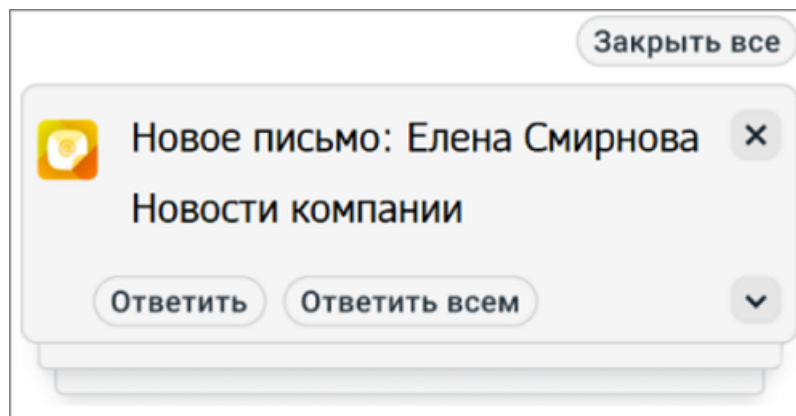 Закрыть все
Новое письмо: Елена Смирнова
Новости компании
Ответить Ответить всем